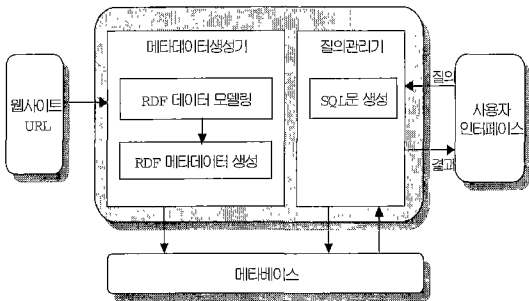 메타데이터생성기
질의관리기
웹사이트
URL
RDF 데이터 모델링
RDF 메타데이터 생성
SQL문 생성
질의
사용자
인터페이스
결과
메타베이스